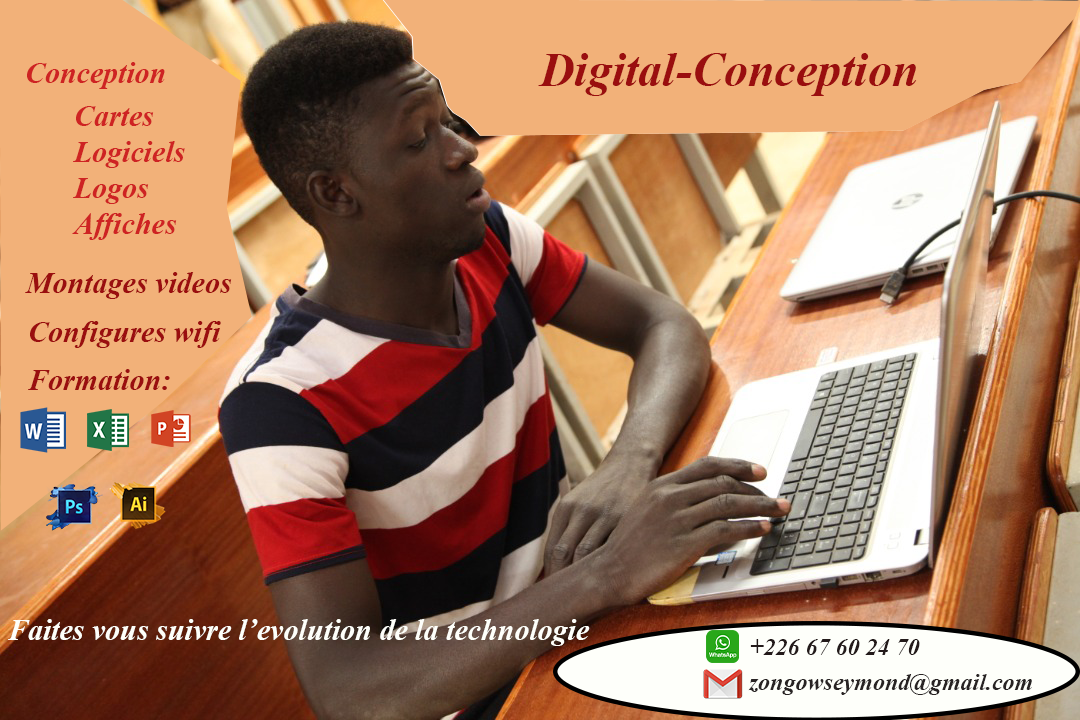 Digital-Conception
Conception
Cartes
Logiciels
Logos
Affiches
Montages videos
Configures wifi
Formation:
W X P
Ps Ai
Faites vous suivre l’evolution de la technologie
WhatsApp +226 67 60 24 70
zongowseymond@gmail.com
hp